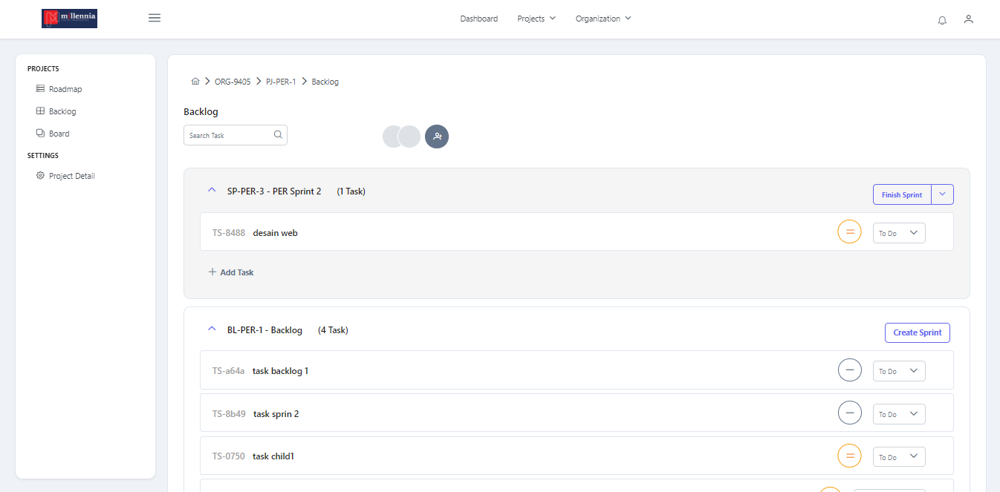 millennia
Dashboard Projects Organization
PROJECTS
Roadmap
Backlog
Board
SETTINGS
Project Detail
ORG-9405 PJ-PER-1 Backlog
Backlog
Search Task
SP-PER-3 - PER Sprint 2 (1 Task)
Finish Sprint
TS-8488 desain web
To Do
+ Add Task
BL-PER-1 - Backlog (4 Task)
Create Sprint
TS-a64a task backlog 1
To Do
TS-8b49 task sprin 2
To Do
TS-0750 task child1
To Do